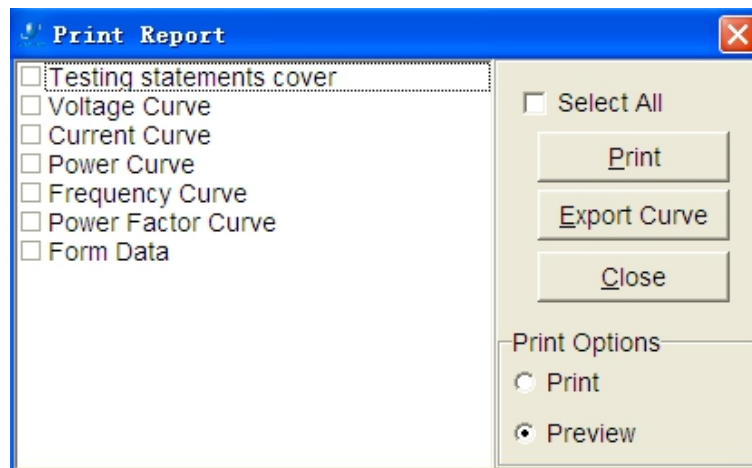 Print Report
Testing statements cover
Voltage Curve
Current Curve
Power Curve
Frequency Curve
Power Factor Curve
Form Data
Select All
Print
Export Curve
Close
Print Options
Print
Preview